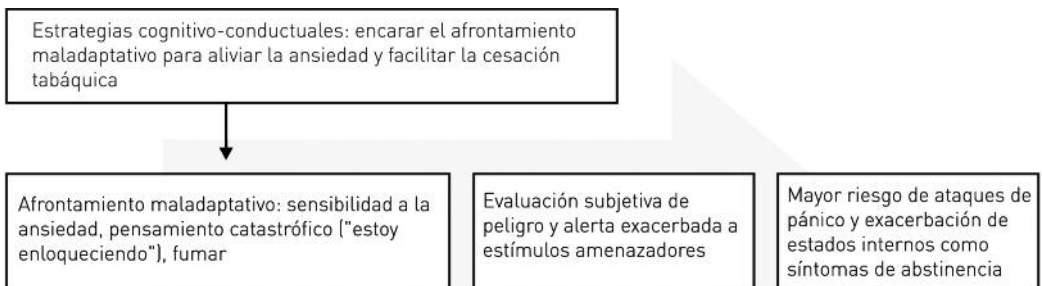 Estrategias cognitivo-conductuales: encarar el afrontamiento
maladaptativo para aliviar la ansiedad y facilitar la cesación
tabáquica
Afrontamiento maladaptativo: sensibilidad a la
ansiedad, pensamiento catastrófico ("estoy
enloqueciendo"), fumar
Evaluación subjetiva de
peligro y alerta exacerbada a
estímulos amenazadores
Mayor riesgo de ataques de
pánico y exacerbación de
estados internos como
síntomas de abstinencia